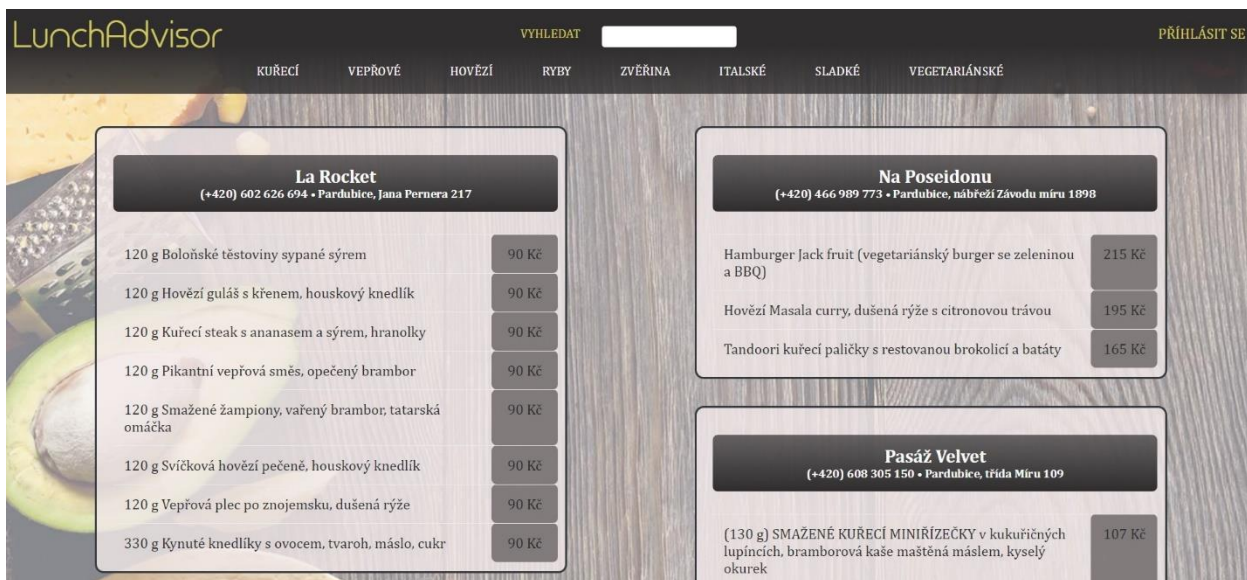 LunchAdvisor
VYHLEDAT
PŘÍHLÁSIT SE
KUŘECÍ VEPŘOVÉ HOVĚZÍ RYBY ZVĚŘINA ITALSKÉ SLADKÉ VEGETARIÁNSKÉ
La Rocket
(+420) 602 626 694 • Pardubice, Jana Pernera 217
120 g Boloňské těstoviny sypané sýrem 90 Kč
120 g Hovězí guláš s křenem, houskový knedlík 90 Kč
120 g Kuřecí steak s ananasem a sýrem, hranolky 90 Kč
120 g Pikantní vepřová směs, opečený brambor 90 Kč
120 g Smažené žampiony, vařený brambor, tatarská 90 Kč
omáčka
120 g Svíčková hovězí pečeně, houskový knedlík 90 Kč
120 g Vepřová plec po znojemsku, dušená rýže 90 Kč
330 g Kynuté knedlíky s ovocem, tvaroh, máslo, cukr 90 Kč
Na Poseidonu
(+420) 466 989 773 • Pardubice, nábřeží Závodu míru 1898
Hamburger Jack fruit (vegetariánský burger se zeleninou 215 Kč
a BBQ)
Hovězí Masala curry, dušená rýže s citronovou trávou 195 Kč
Tandoori kuřecí paličky s restovanou brokolicí a batáty 165 Kč
Pasáž Velvet
(+420) 608 305 150 • Pardubice, třída Míru 109
(130 g) SMAŽENÉ KUŘECÍ MINIŘÍZEČKY v kukuřičných 107 Kč
lupíncích, bramborová kaše maštěná máslem, kyselý
okurek